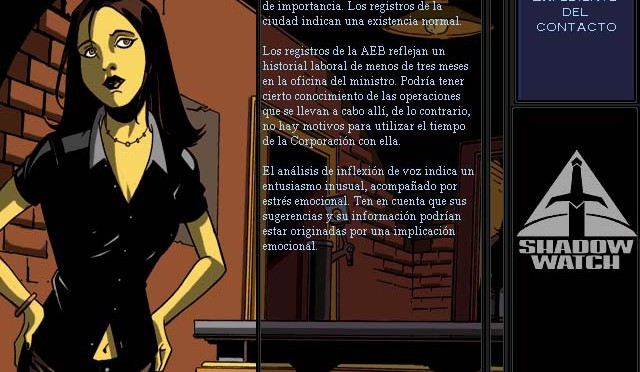 de importancia. Los registros de la
ciudad indican una existencia normal.
Los registros de la AEB reflejan un
historial laboral de menos de tres meses
en la oficina del ministro. Podría tener
cierto conocimiento de las operaciones
que se llevan a cabo allí, de lo contrario,
no hay motivos para utilizar el tiempo
de la Corporación con ella.
El análisis de inflexión de voz indica un
entusiasmo inusual, acompañado por
estrés emocional. Ten en cuenta que sus
sugerencias y su información podrían
estar originadas por una implicación
emocional.
EXPEDIENTE
DEL
CONTACTO
SHADOW
WATCH